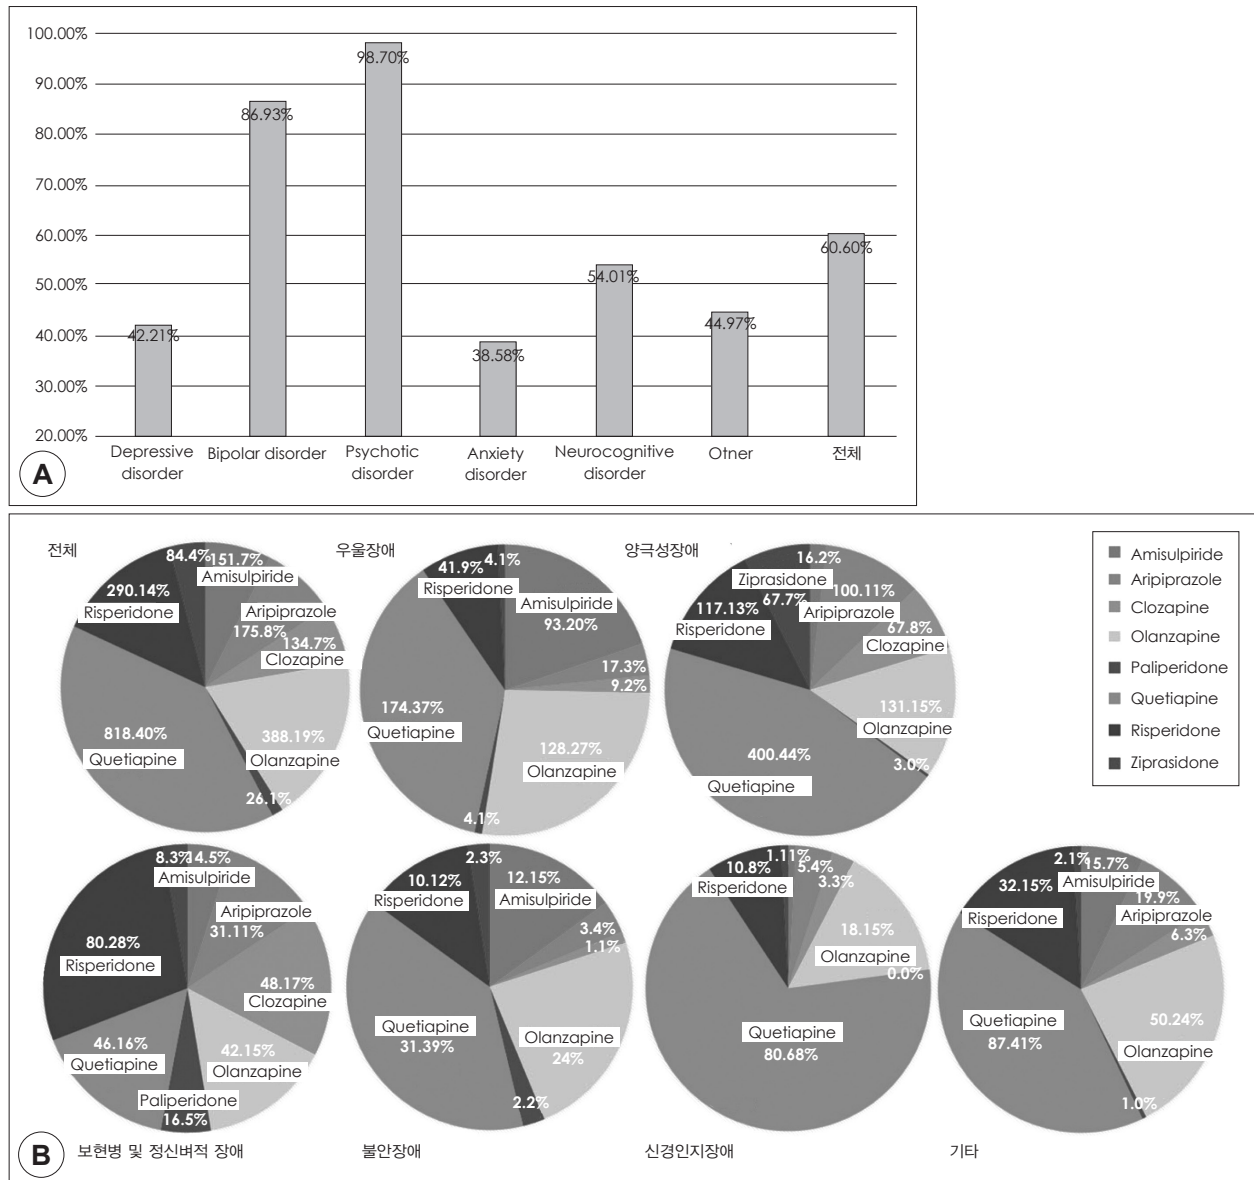 100.00%
90.00%
80.00%
70.00%
60.00%
50.00%
40.00%
30.00%
20.00%
42.21%
86.93%
98.70%
38.58%
54.01%
44.97%
60.60%
Depressive
disorder
Bipolar disorder
Psychotic
disorder
Anxiety
disorder
Neurocognitive
disorder
Otner
전체
A
전체
84.4%
151.7%
Amisulpiride
290.14%
Risperidone
Aripiprazole
175.8%
134.7%
Clozapine
818.40%
Quetiapine
388.19%
Olanzapine
26.1%
우울장애
4.1%
41.9%
Risperidone
Amisulpiride
93.20%
17.3%
9.2%
174.37%
Quetiapine
128.27%
Olanzapine
4.1%
양극성장애
16.2%
Ziprasidone
67.7%
100.11%
Aripiprazole
117.13%
Risperidone
67.8%
Clozapine
131.15%
Olanzapine
400.44%
Quetiapine
3.0%
Amisulpiride
Aripiprazole
Clozapine
Olanzapine
Paliperidone
Quetiapine
Risperidone
Ziprasidone
8.3%
14.5%
Amisulpiride
Aripiprazole
31.11%
80.28%
Risperidone
48.17%
Clozapine
46.16%
Quetiapine
42.15%
Olanzapine
Paliperidone
16.5%
보현병 및 정신벼적 장애
2.3%
10.12%
Risperidone
12.15%
Amisulpiride
3.4%
1.1%
Quetiapine
31.39%
Olanzapine
24%
2.2%
불안장애
1.11%
10.8%
Risperidone
5.4%
3.3%
18.15%
Olanzapine
0.0%
Quetiapine
80.68%
신경인지장애
2.1%
15.7%
Amisulpiride
32.15%
Risperidone
19.9%
Aripiprazole
6.3%
Quetiapine
87.41%
50.24%
Olanzapine
1.0%
기타
B